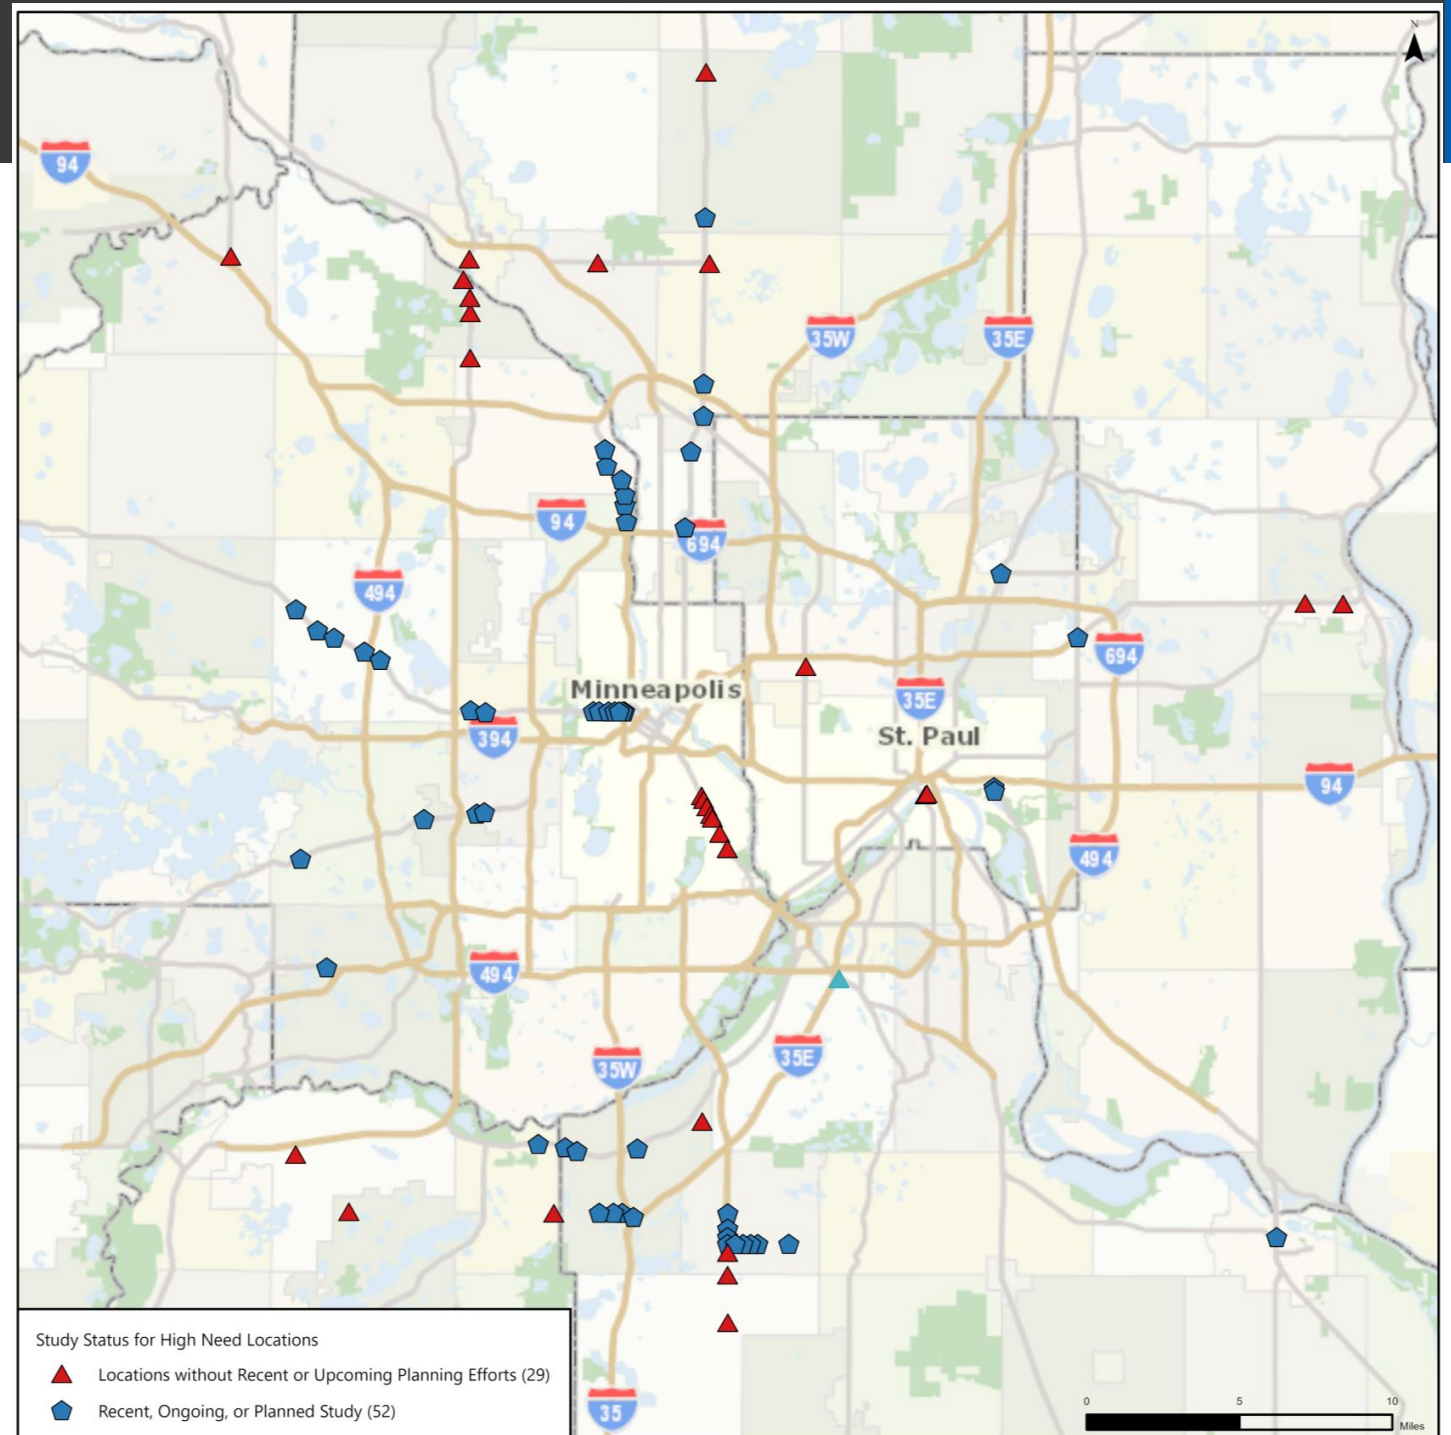 N
94
35W
35E
94
694
494
694
Minneapolis
35E
394
St. Paul
94
494
494
35E
35W
Study Status for High Need Locations
Locations without Recent or Upcoming Planning Efforts (29)
Recent, Ongoing, or Planned Study (52)
35
0 5 10
Miles